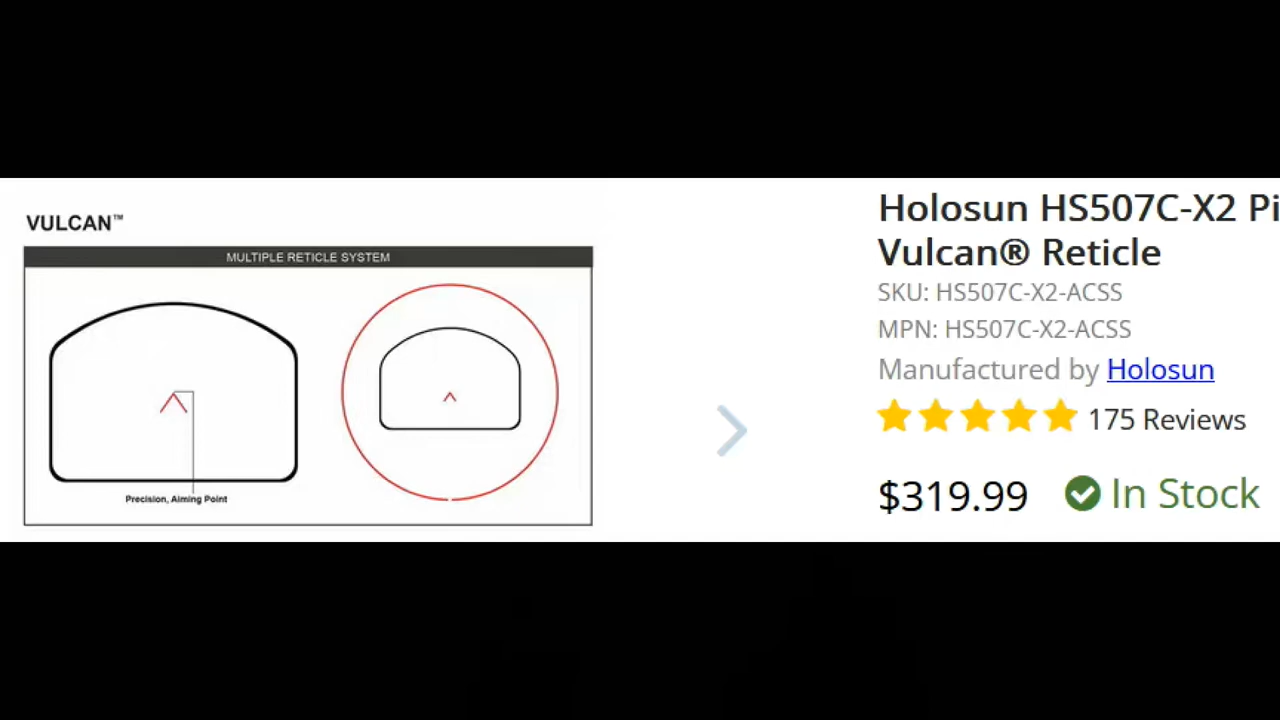 VULCAN™
MULTIPLE RETICLE SYSTEM
Precision, Aiming Point
Holosun HS507C-X2 Pi
Vulcan® Reticle
SKU: HS507C-X2-ACSS
MPN: HS507C-X2-ACSS
Manufactured by Holosun
175 Reviews
$319.99 In Stock